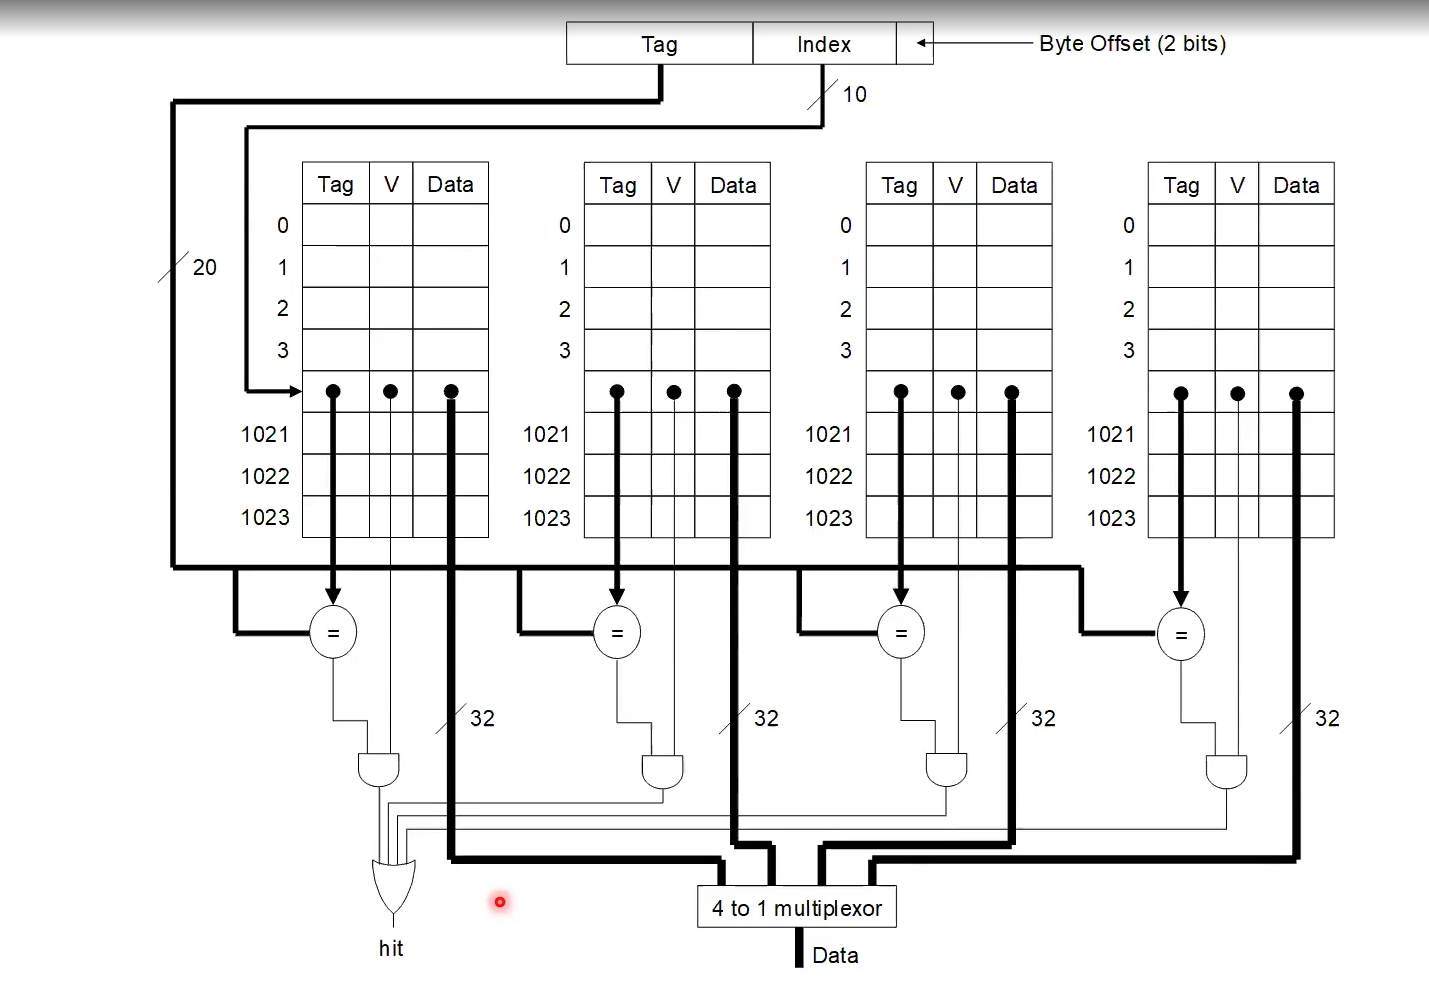 Tag Index Byte Offset (2 bits)
10
Tag V Data Tag V Data Tag V Data Tag V Data
0 0 0 0
20 1 1 1 1
2 2 2 2
3 3 3 3
1021 1021 1021 1021
1022 1022 1022 1022
1023 1023 1023 1023
= = = =
32 32 32 32
4 to 1 multiplexor
hit Data